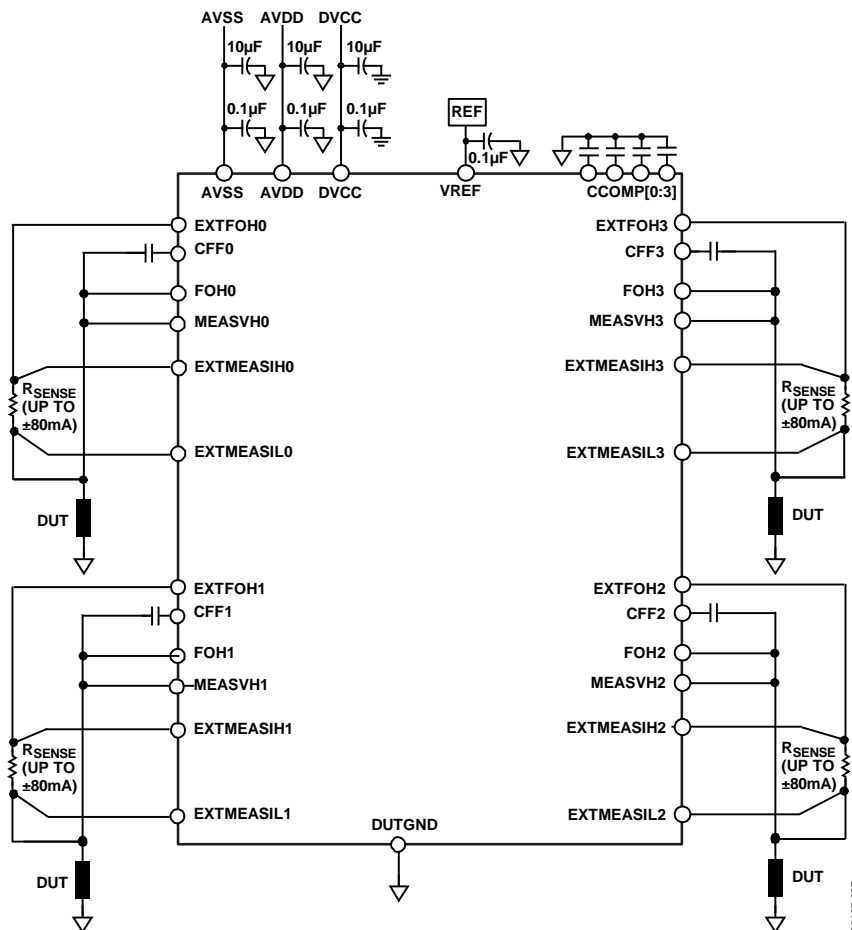 AVSS AVDD DVCC
10µF 10µF 10µF
0.1µF 0.1µF 0.1µF
REF
0.1µF
AVSS AVDD DVCC VREF CCOMP[0:3]
EXTFOH0
CFF0
FOH0
MEASVH0
EXTMEASIH0
RSENSE
(UP TO
±80mA)
EXTMEASIL0
DUT
EXTFOH3
CFF3
FOH3
MEASVH3
EXTMEASIH3
RSENSE
(UP TO
±80mA)
EXTMEASIL3
DUT
EXTFOH1
CFF1
FOH1
MEASVH1
EXTMEASIH1
RSENSE
(UP TO
±80mA)
EXTMEASIL1
DUT
EXTFOH2
CFF2
FOH2
MEASVH2
EXTMEASIH2
RSENSE
(UP TO
±80mA)
EXTMEASIL2
DUT
DUTGND